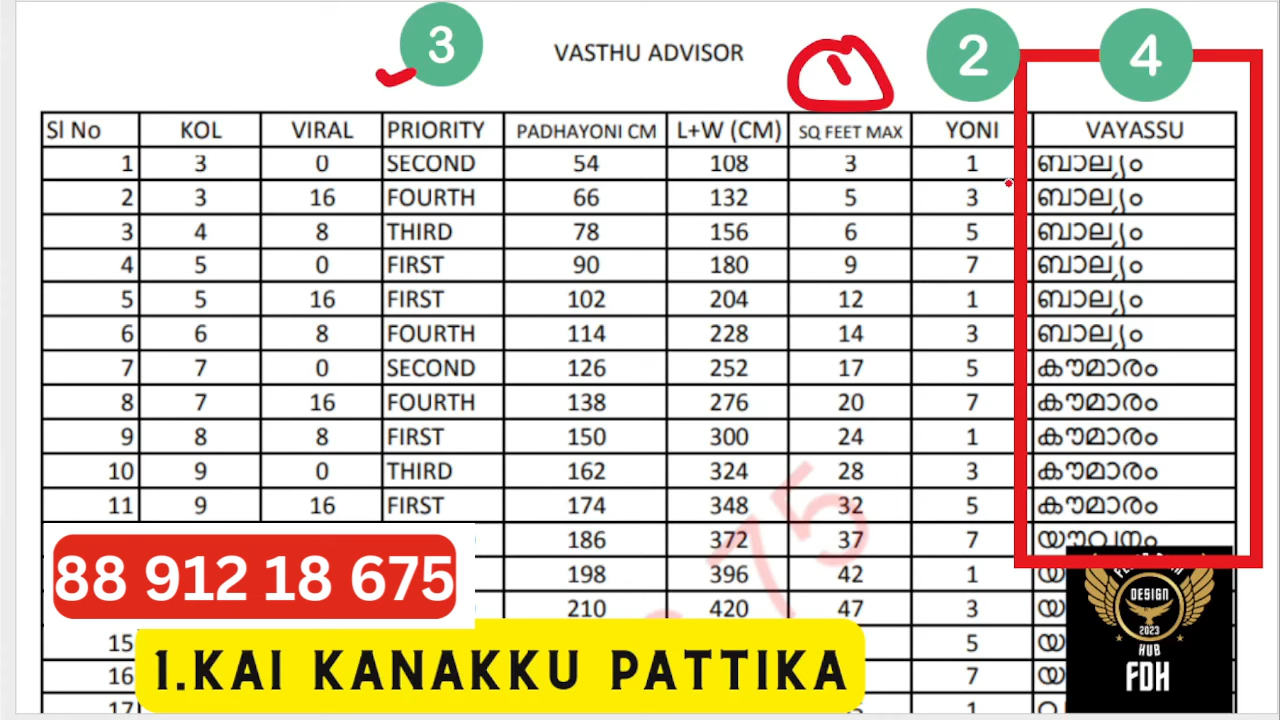 3 VASTHU ADVISOR 1 2 4
Sl No KOL VIRAL PRIORITY PADHAYONI CM L+W (CM) SQ FEET MAX YONI VAYASSU
1 3 0 SECOND 54 108 3 1 ബാല്യം
2 3 16 FOURTH 66 132 5 3 ബാല്യം
3 4 8 THIRD 78 156 6 5 ബാല്യം
4 5 0 FIRST 90 180 9 7 ബാല്യം
5 5 16 FIRST 102 204 12 1 ബാല്യം
6 6 8 FOURTH 114 228 14 3 ബാല്യം
7 7 0 SECOND 126 252 17 5 കൗമാരം
8 7 16 FOURTH 138 276 20 7 കൗമാരം
9 8 8 FIRST 150 300 24 1 കൗമാരം
10 9 0 THIRD 162 324 28 3 കൗമാരം
11 9 16 FIRST 174 348 32 5 കൗമാരം
186 372 37 7 യൗവനം
88 912 18 675 198 396 42 1
210 420 47 3
15 5
16 7
17 1
1.KAI KANAKKU PATTIKA
75
DESIGN
2023
HUB
FDH